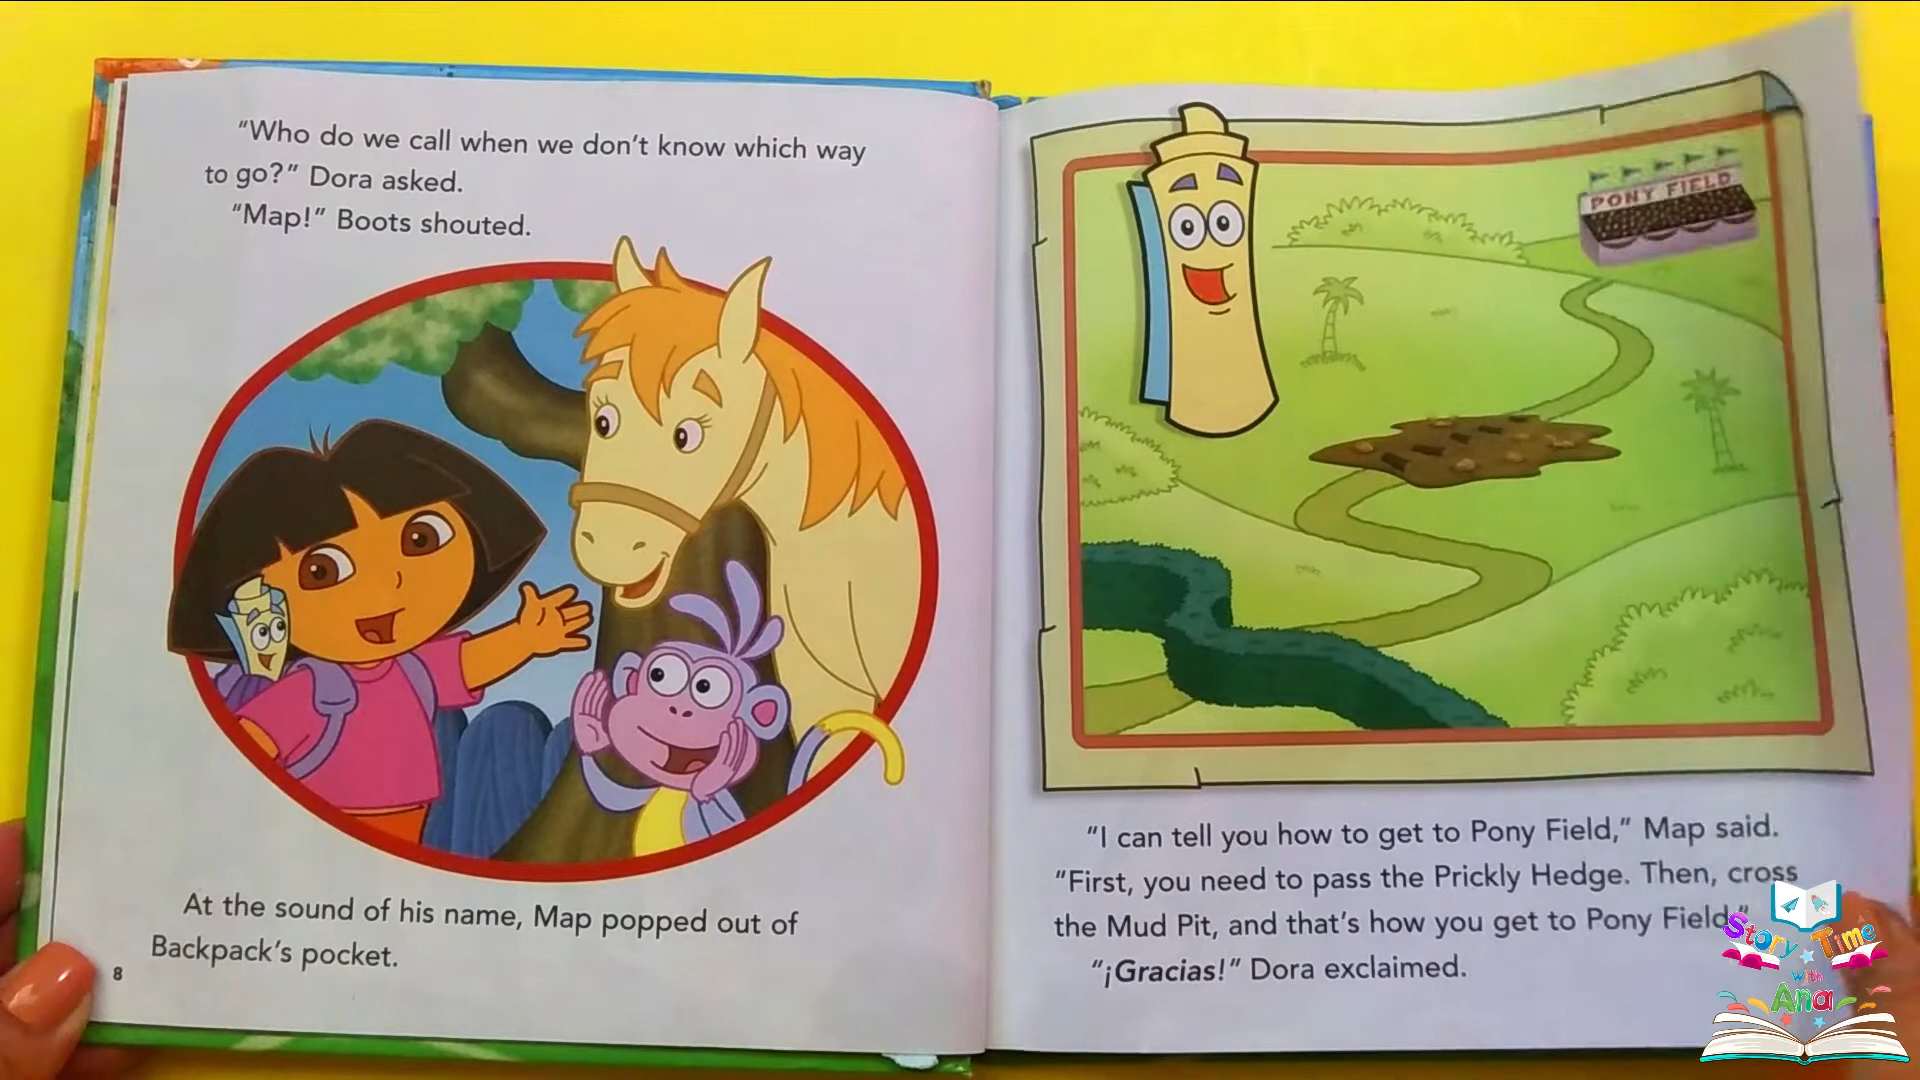 “Who do we call when we don’t know which way
to go?” Dora asked.
“Map!” Boots shouted.
At the sound of his name, Map popped out of
Backpack’s pocket.
8
PONY FIELD
“I can tell you how to get to Pony Field,” Map said.
“First, you need to pass the Prickly Hedge. Then, cross
the Mud Pit, and that’s how you get to Pony Field.”
“¡Gracias!” Dora exclaimed.
Story Time
with
Ana